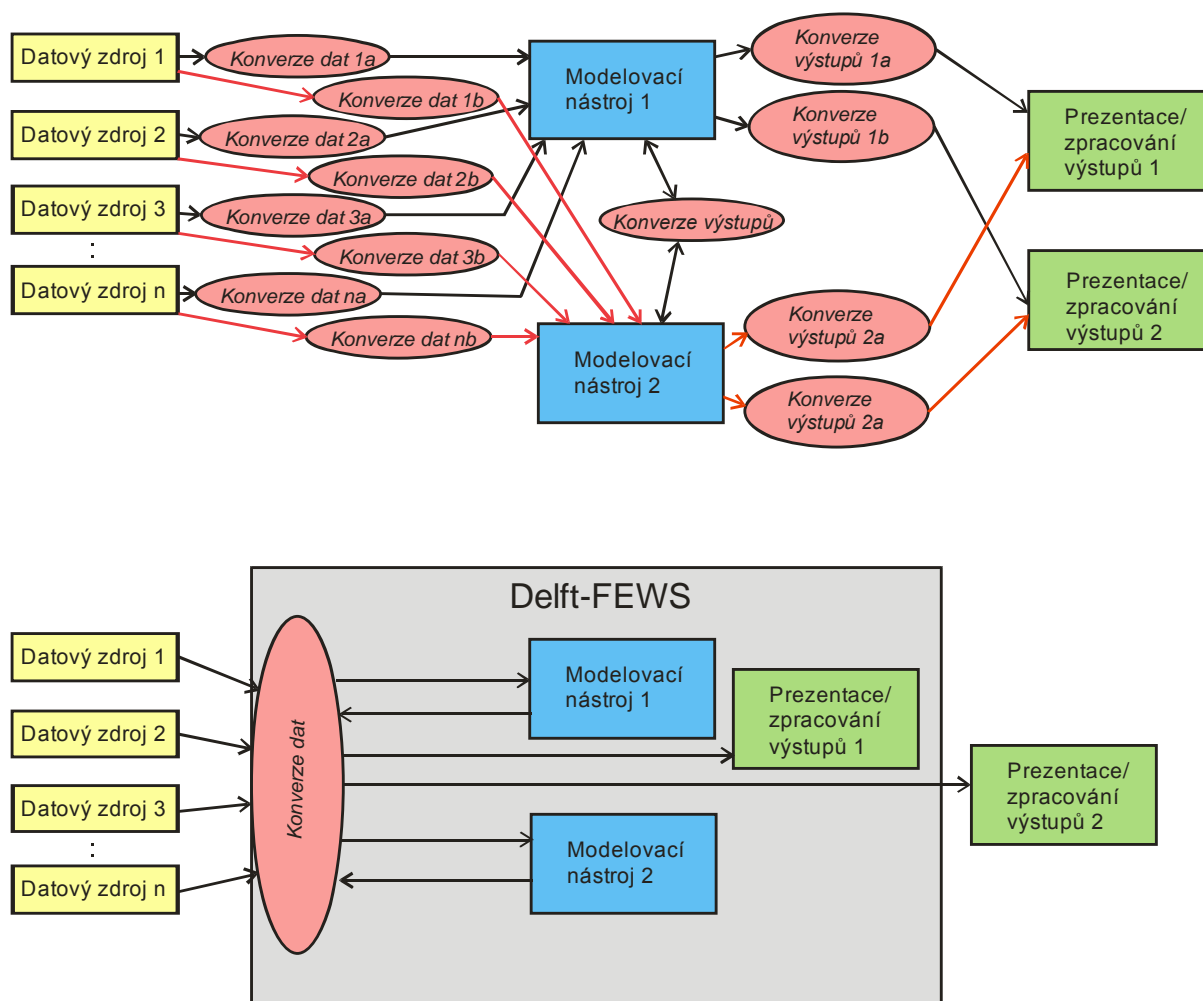 Datový zdroj 1
Konverze dat 1a
Konverze dat 1b
Datový zdroj 2
Konverze dat 2a
Konverze dat 2b
Datový zdroj 3
Konverze dat 3a
Konverze dat 3b
:
Datový zdroj n
Konverze dat na
Konverze dat nb
Modelovací
nástroj 1
Konverze výstupů
Modelovací
nástroj 2
Konverze
výstupů 1a
Konverze
výstupů 1b
Konverze
výstupů 2a
Konverze
výstupů 2a
Prezentace/
zpracování
výstupů 1
Prezentace/
zpracování
výstupů 2
Delft-FEWS
Datový zdroj 1
Datový zdroj 2
Datový zdroj 3
:
Datový zdroj n
Konverze dat
Modelovací
nástroj 1
Prezentace/
zpracování
výstupů 1
Prezentace/
zpracování
výstupů 2
Modelovací
nástroj 2